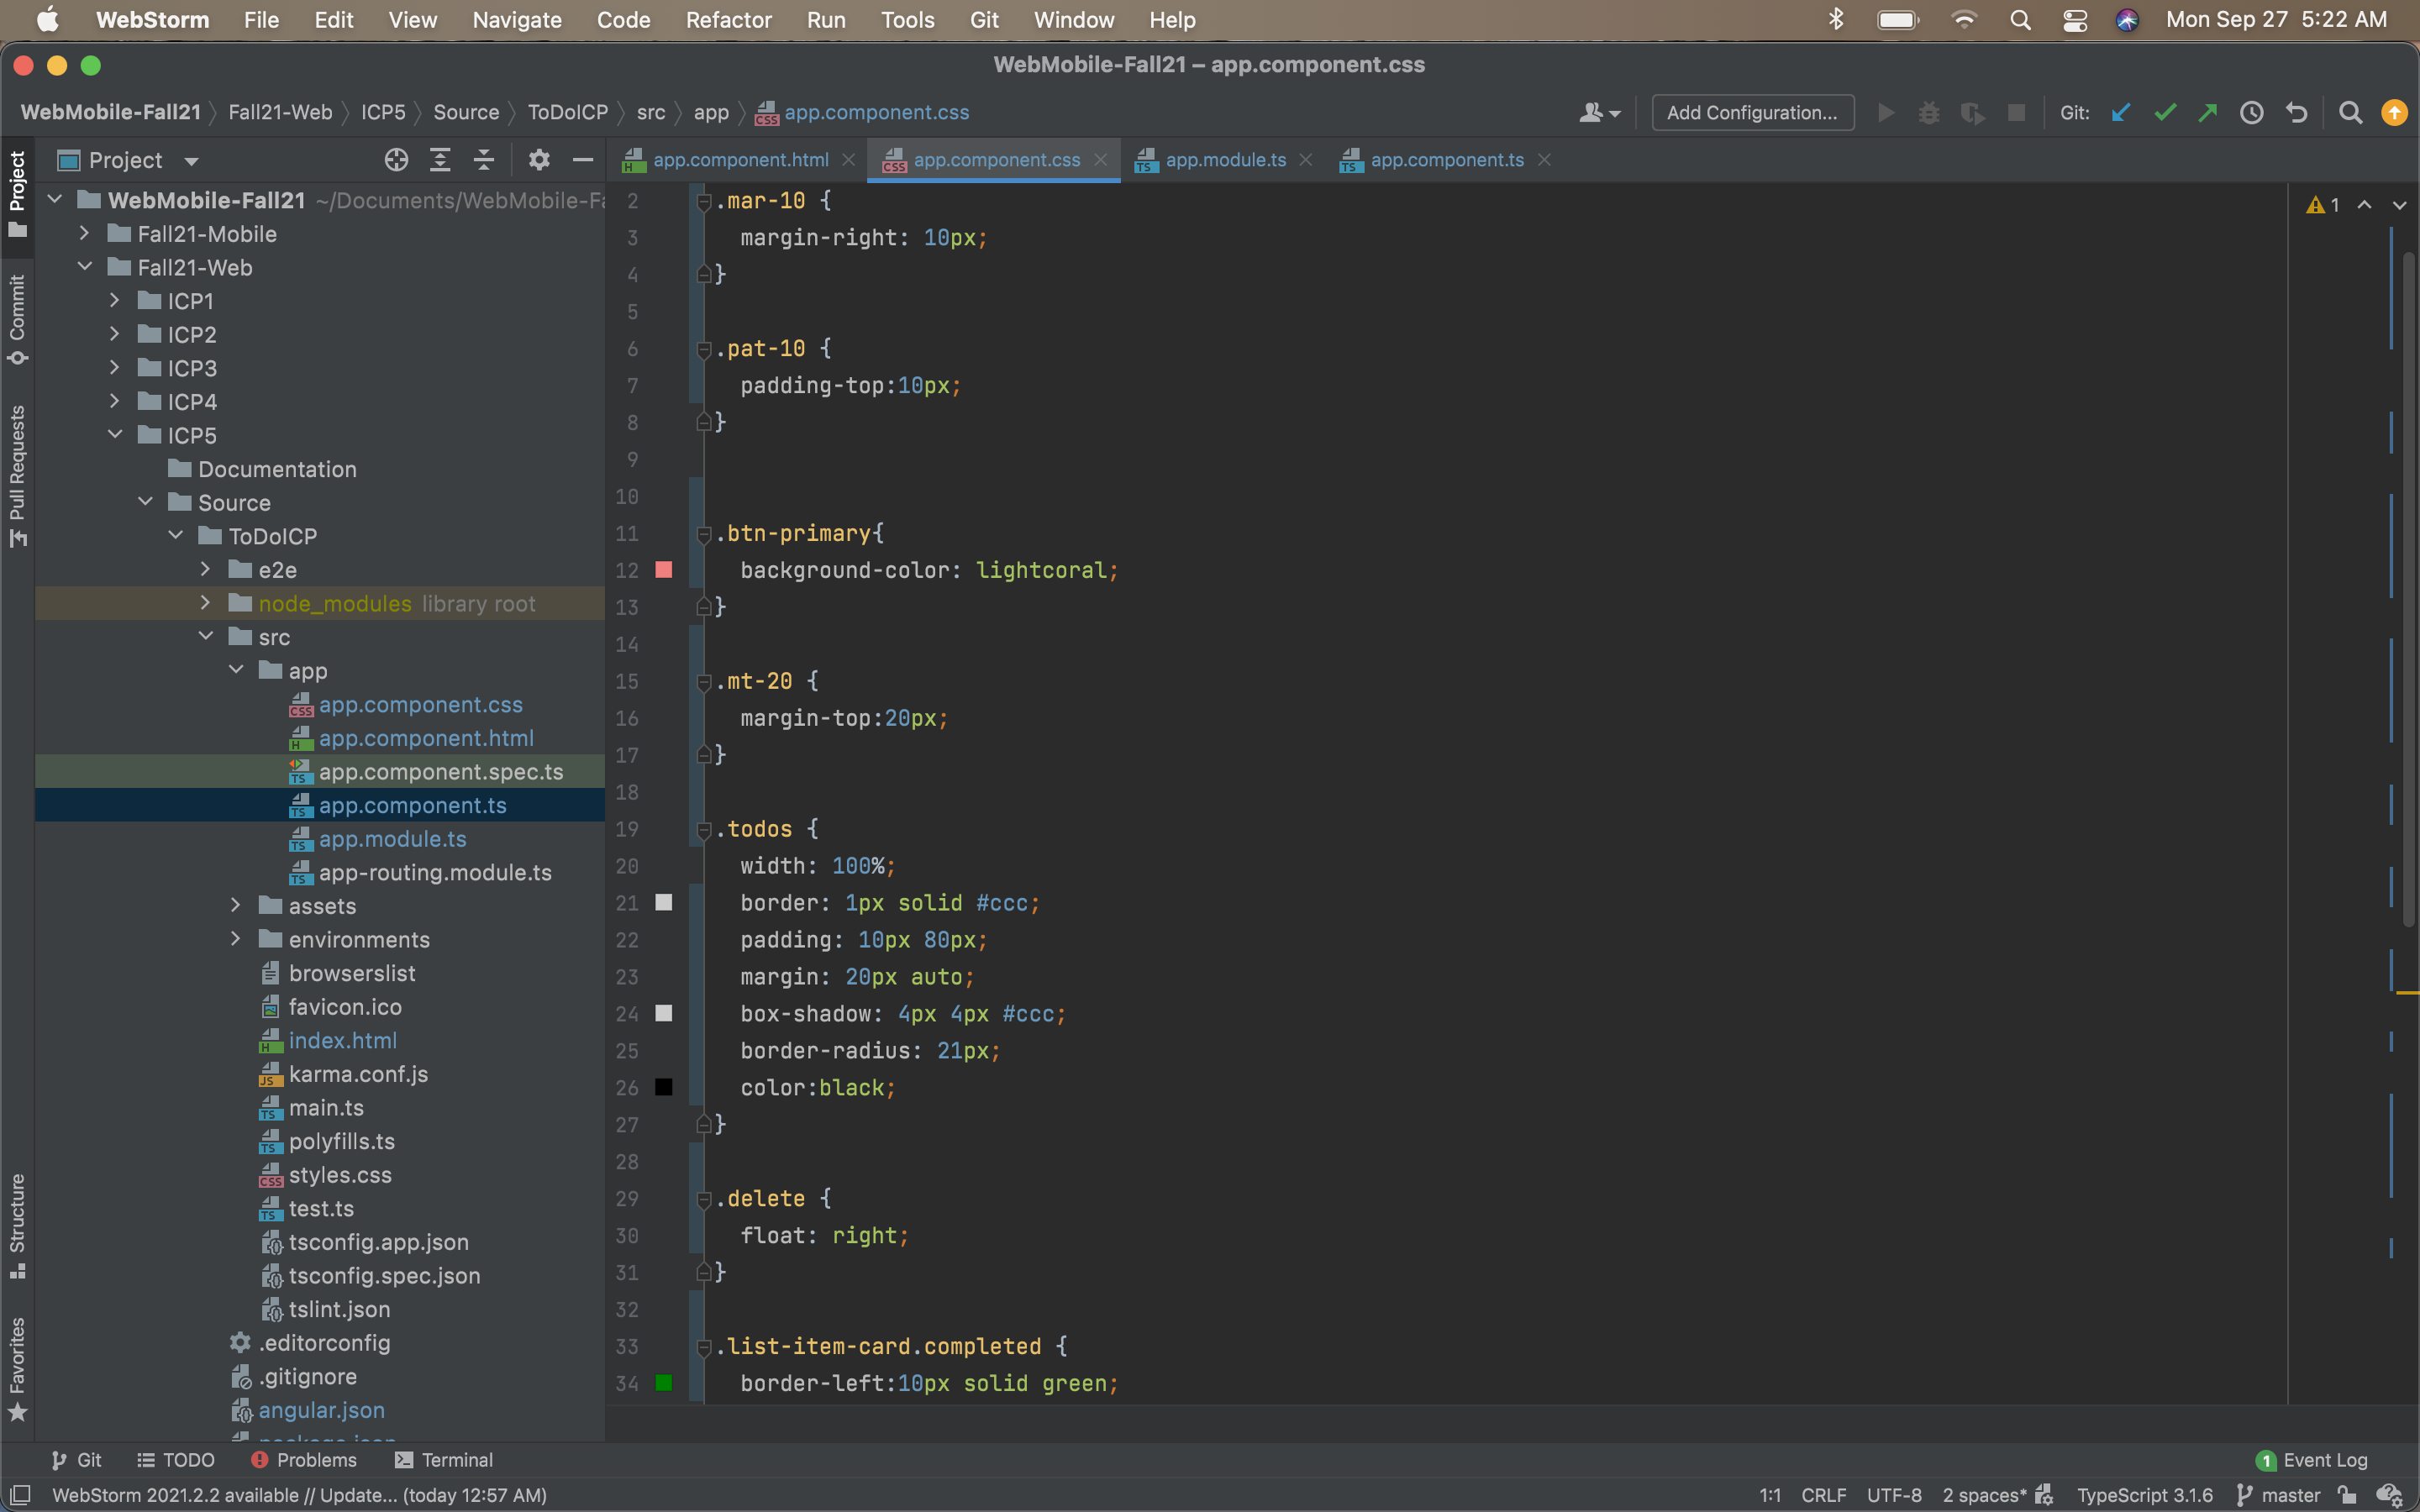 WebStorm File Edit View Navigate Code Refactor Run Tools Git Window Help Mon Sep 27 5:22 AM
WebMobile-Fall21 – app.component.css
WebMobile-Fall21 Fall21-Web ICP5 Source ToDoICP src app app.component.css Add Configuration... Git:
Project
app.component.html app.component.css app.module.ts app.component.ts
Project
Commit
Pull Requests
Structure
Favorites
WebMobile-Fall21 ~/Documents/WebMobile-Fa
Fall21-Mobile
Fall21-Web
ICP1
ICP2
ICP3
ICP4
ICP5
Documentation
Source
ToDoICP
e2e
node_modules library root
src
app
app.component.css
app.component.html
app.component.spec.ts
app.component.ts
app.module.ts
app-routing.module.ts
assets
environments
browserslist
favicon.ico
index.html
karma.conf.js
main.ts
polyfills.ts
styles.css
test.ts
tsconfig.app.json
tsconfig.spec.json
tslint.json
.editorconfig
.gitignore
angular.json
1
2 .mar-10 {
3 margin-right: 10px;
4 }
5
6 .pat-10 {
7 padding-top:10px;
8 }
9
10
11 .btn-primary{
12 background-color: lightcoral;
13 }
14
15 .mt-20 {
16 margin-top:20px;
17 }
18
19 .todos {
20 width: 100%;
21 border: 1px solid #ccc;
22 padding: 10px 80px;
23 margin: 20px auto;
24 box-shadow: 4px 4px #ccc;
25 border-radius: 21px;
26 color:black;
27 }
28
29 .delete {
30 float: right;
31 }
32
33 .list-item-card.completed {
34 border-left:10px solid green;
Git TODO Problems Terminal 1 Event Log
WebStorm 2021.2.2 available // Update... (today 12:57 AM) 1:1 CRLF UTF-8 2 spaces* TypeScript 3.1.6 master